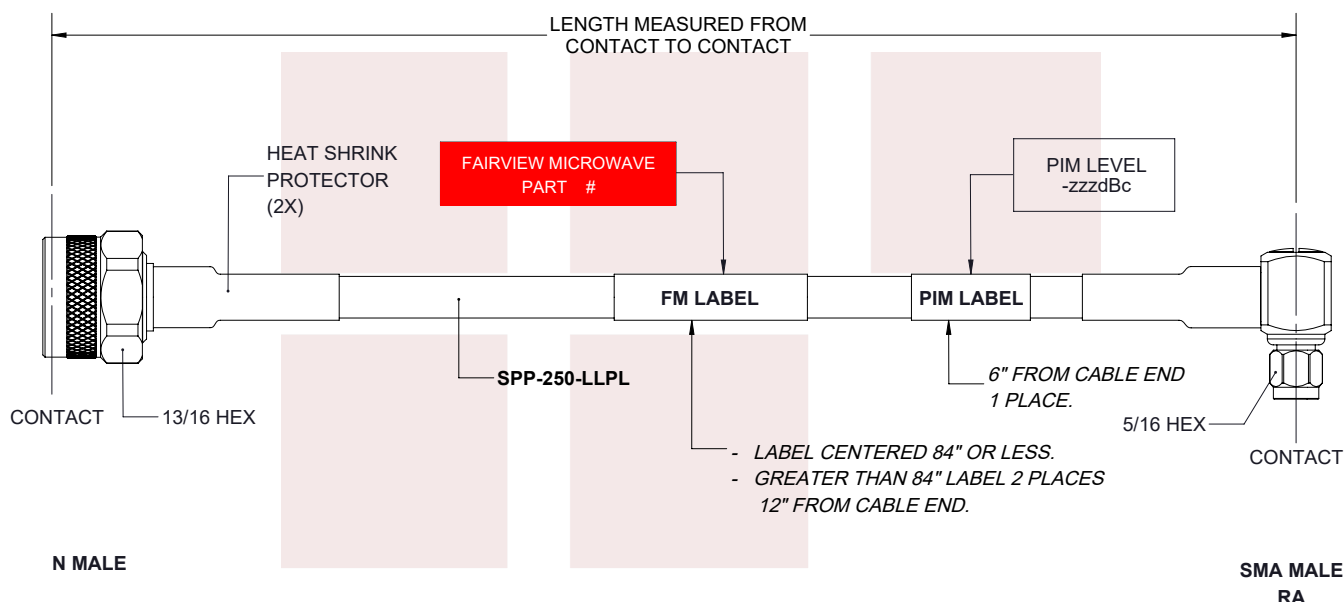 LENGTH MEASURED FROM
CONTACT TO CONTACT
HEAT SHRINK
PROTECTOR
(2X)
FAIRVIEW MICROWAVE
PART #
PIM LEVEL
-zzzdBc
FM LABEL
PIM LABEL
SPP-250-LLPL
6" FROM CABLE END
1 PLACE.
CONTACT
13/16 HEX
5/16 HEX
CONTACT
- LABEL CENTERED 84" OR LESS.
- GREATER THAN 84" LABEL 2 PLACES
12" FROM CABLE END.
N MALE
SMA MALE
RA